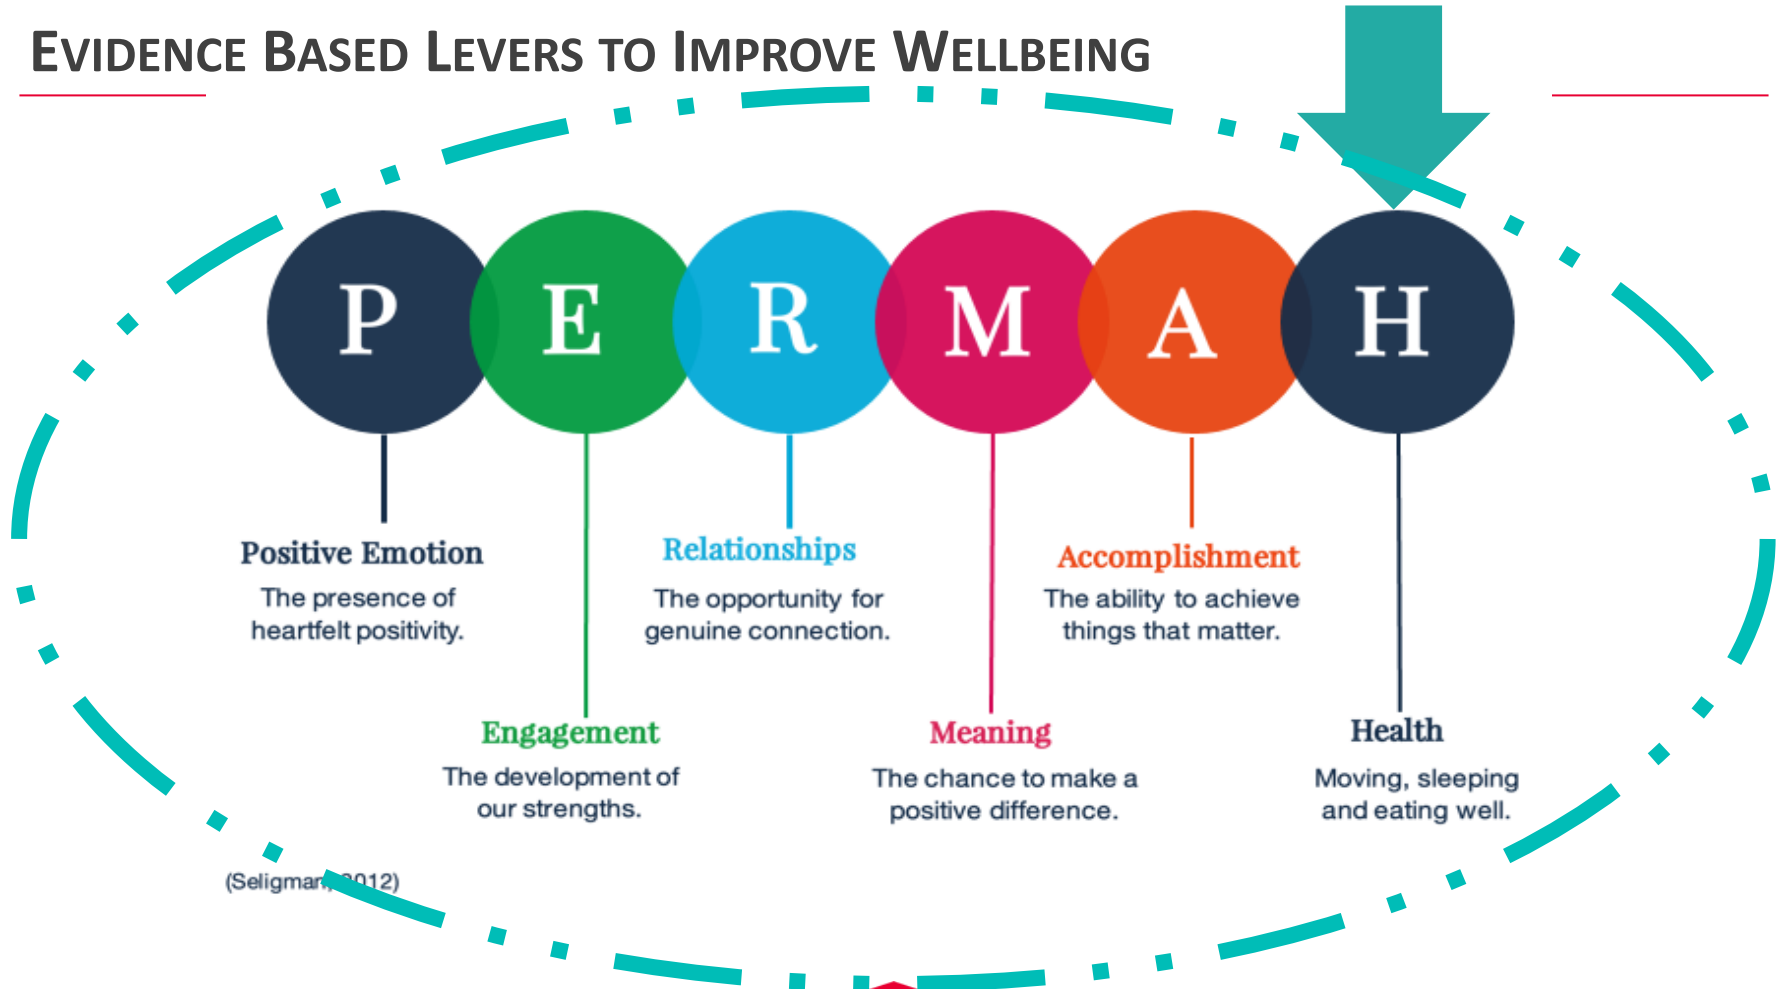 EVIDENCE BASED LEVERS TO IMPROVE WELLBEING
P E R M A H
Positive Emotion
The presence of
heartfelt positivity.
Engagement
The development of
our strengths.
Relationships
The opportunity for
genuine connection.
Meaning
The chance to make a
positive difference.
Accomplishment
The ability to achieve
things that matter.
Health
Moving, sleeping
and eating well.
(Seligman, 2012)